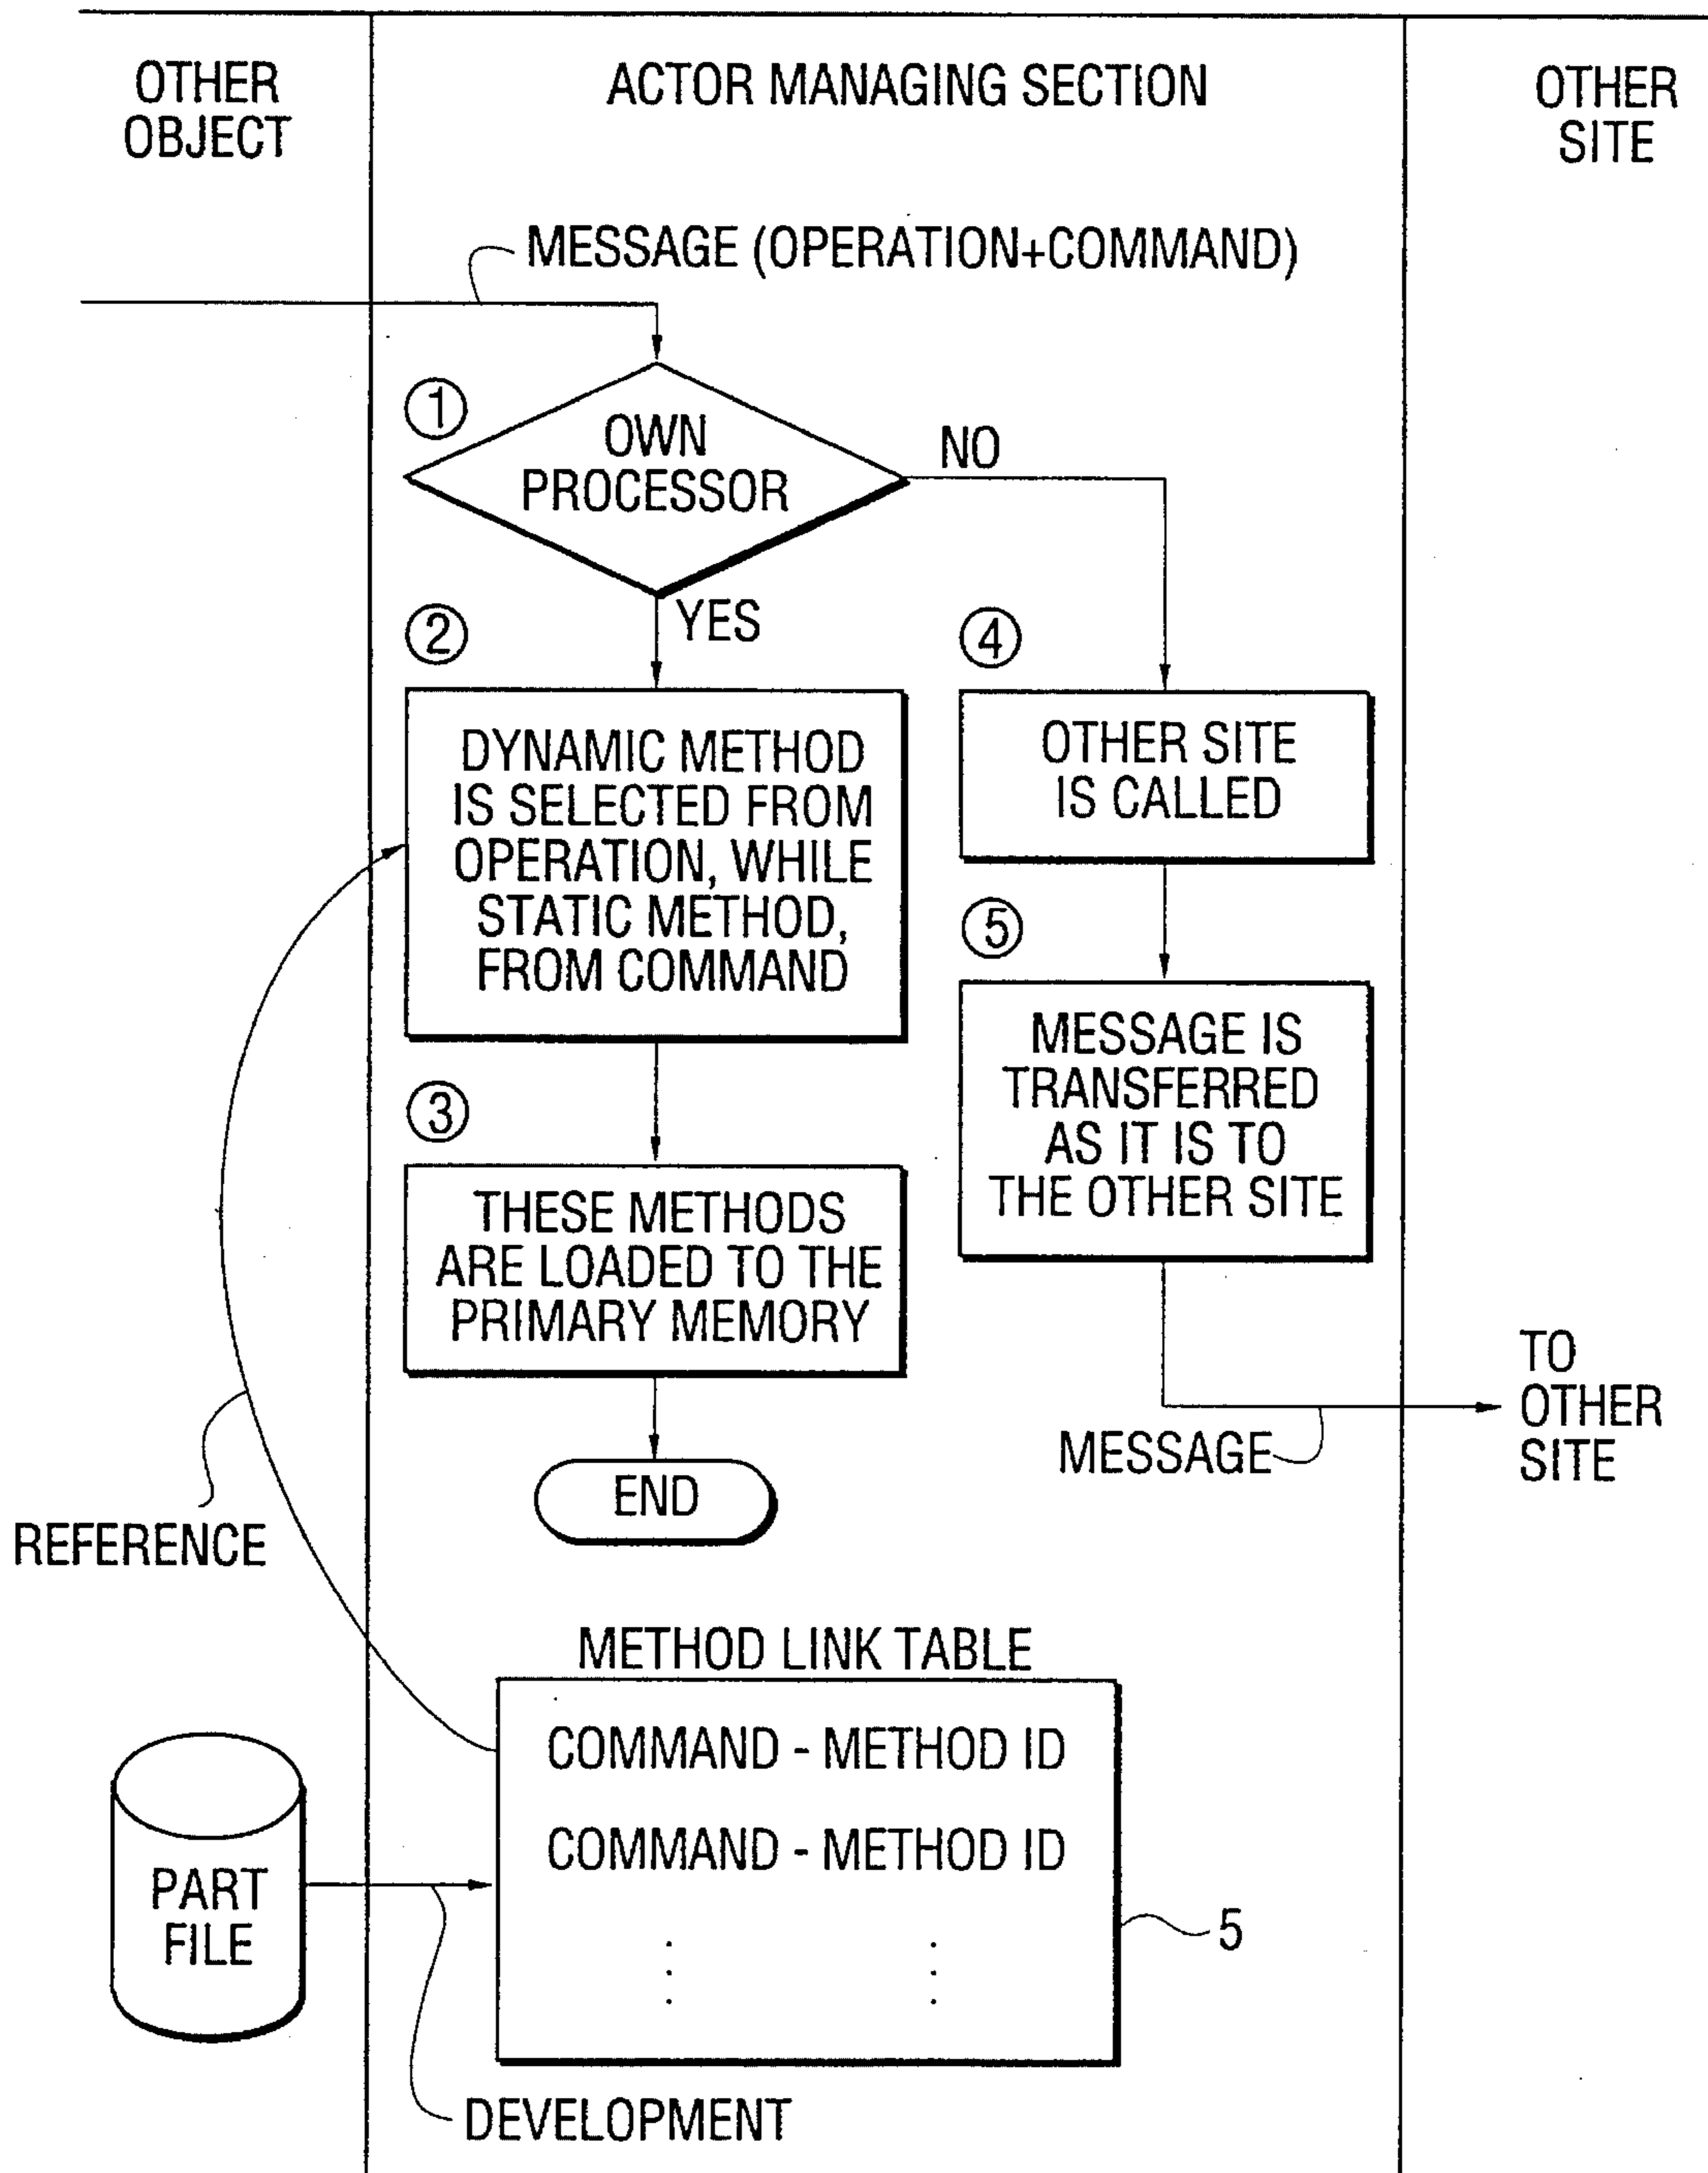 OTHER
OBJECT
ACTOR MANAGING SECTION
OTHER
SITE
MESSAGE (OPERATION+COMMAND)
①
OWN
PROCESSOR
NO
YES
②
DYNAMIC METHOD
IS SELECTED FROM
OPERATION, WHILE
STATIC METHOD,
FROM COMMAND
④
OTHER SITE
IS CALLED
③
THESE METHODS
ARE LOADED TO THE
PRIMARY MEMORY
⑤
MESSAGE IS
TRANSFERRED
AS IT IS TO
THE OTHER SITE
END
MESSAGE
TO
OTHER
SITE
REFERENCE
METHOD LINK TABLE
COMMAND - METHOD ID
COMMAND - METHOD ID
. .
. .
. .
5
PART
FILE
DEVELOPMENT